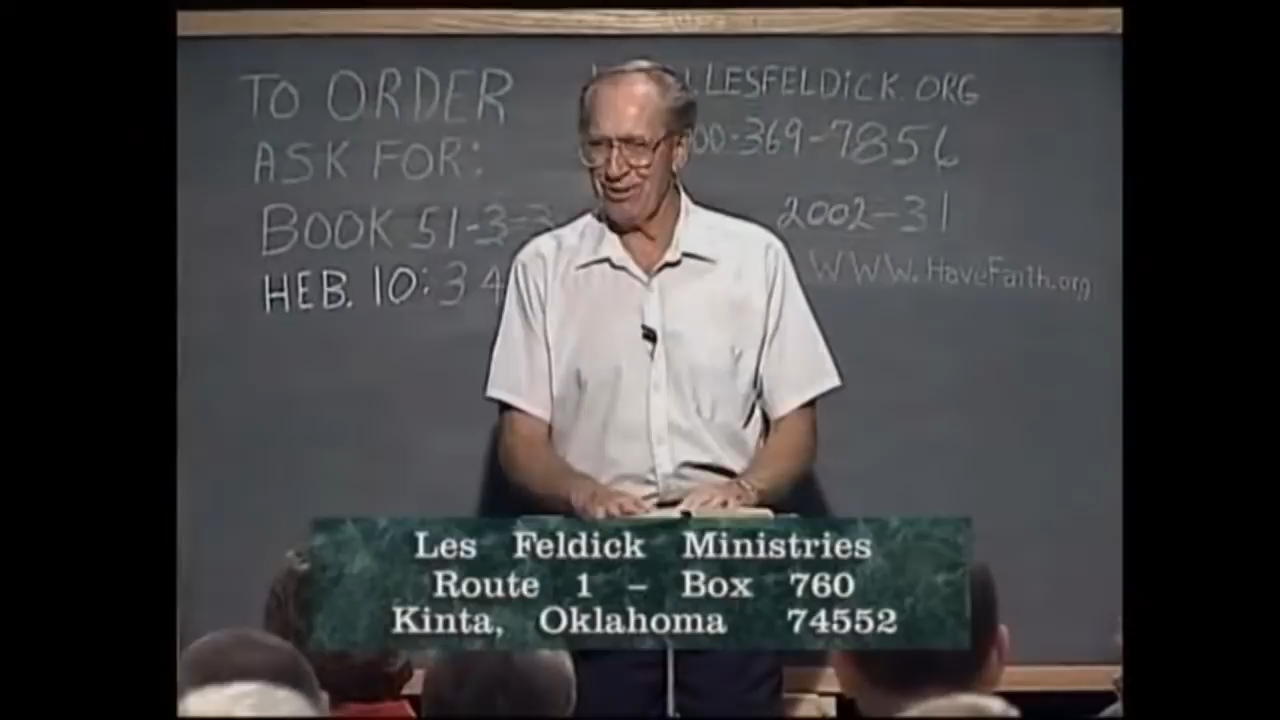 TO ORDER
ASK FOR:
BOOK 51-3-3
HEB. 10:34
.LESFELDICK.ORG
00-369-7856
2002-31
WWW.HaveFaith.org
Les Feldick Ministries
Route 1 – Box 760
Kinta, Oklahoma 74552